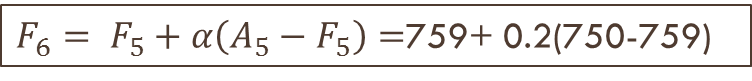 F₆ = F₅ + α(A₅ − F₅) =759+ 0.2(750-759)